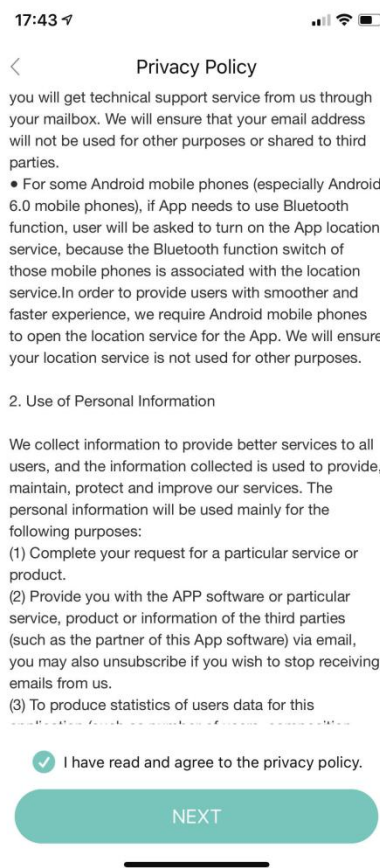 17:43
Privacy Policy
you will get technical support service from us through
your mailbox. We will ensure that your email address
will not be used for other purposes or shared to third
parties.
● For some Android mobile phones (especially Android
6.0 mobile phones), if App needs to use Bluetooth
function, user will be asked to turn on the App location
service, because the Bluetooth function switch of
those mobile phones is associated with the location
service.In order to provide users with smoother and
faster experience, we require Android mobile phones
to open the location service for the App. We will ensure
your location service is not used for other purposes.
2. Use of Personal Information
We collect information to provide better services to all
users, and the information collected is used to provide,
maintain, protect and improve our services. The
personal information will be used mainly for the
following purposes:
(1) Complete your request for a particular service or
product.
(2) Provide you with the APP software or particular
service, product or information of the third parties
(such as the partner of this App software) via email,
you may also unsubscribe if you wish to stop receiving
emails from us.
(3) To produce statistics of users data for this
I have read and agree to the privacy policy.
NEXT